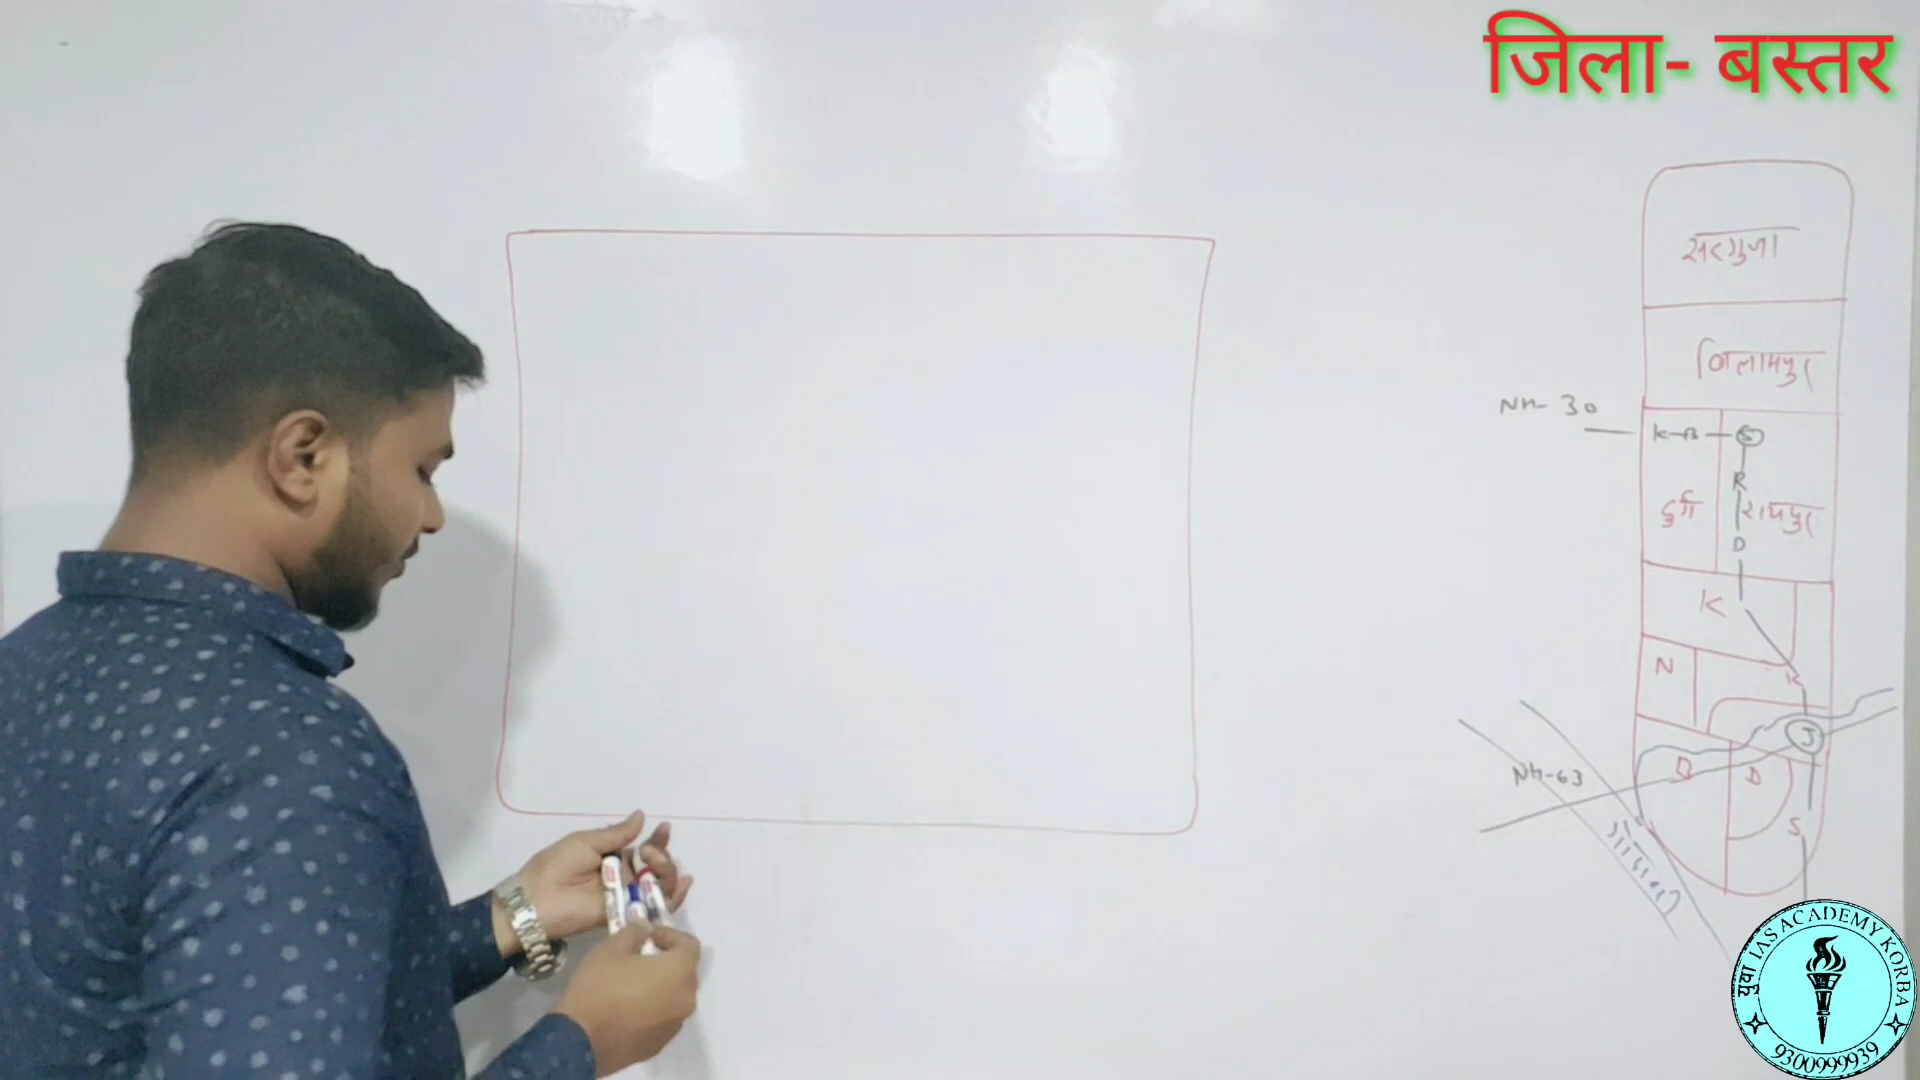 जिला- बस्तर
सरगुजा
बिलासपुर
NH- 30
K-B-S
R
दुर्ग
रायपुर
D
K
N
K
J
NH-63
B
D
S
गोदावरी
युवा IAS ACADEMY KORBA
9300999939